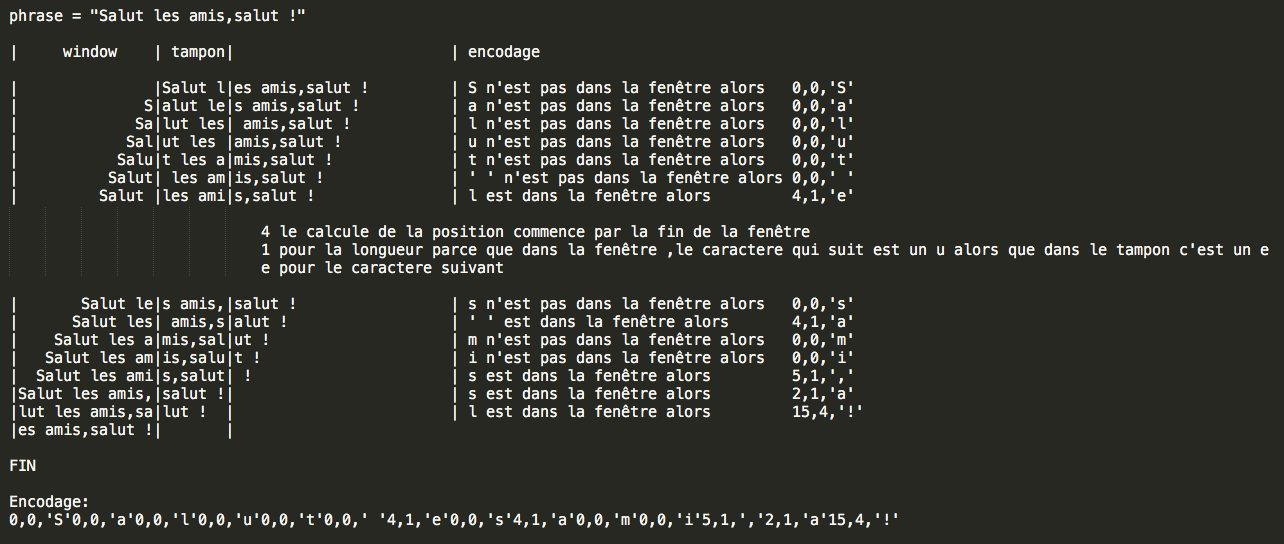 phrase = "Salut les amis,salut !"
|     window    | tampon|                        | encodage
|               |Salut l|es amis,salut !         | S n'est pas dans la fenêtre alors   0,0,'S'
|              S|alut le|s amis,salut !          | a n'est pas dans la fenêtre alors   0,0,'a'
|             Sa|lut les| amis,salut !           | l n'est pas dans la fenêtre alors   0,0,'l'
|            Sal|ut les |amis,salut !            | u n'est pas dans la fenêtre alors   0,0,'u'
|           Salu|t les a|mis,salut !             | t n'est pas dans la fenêtre alors   0,0,'t'
|          Salut| les am|is,salut !              | ' ' n'est pas dans la fenêtre alors 0,0,' '
|         Salut |les ami|s,salut !               | l est dans la fenêtre alors         4,1,'e'
4 le calcule de la position commence par la fin de la fenêtre
1 pour la longueur parce que dans la fenêtre ,le caractere qui suit est un u alors que dans le tampon c'est un e
e pour le caractere suivant
|       Salut le|s amis,|salut !                 | s n'est pas dans la fenêtre alors   0,0,'s'
|      Salut les| amis,s|alut !                  | ' ' est dans la fenêtre alors       4,1,'a'
|    Salut les a|mis,sal|ut !                    | m n'est pas dans la fenêtre alors   0,0,'m'
|   Salut les am|is,salu|t !                     | i n'est pas dans la fenêtre alors   0,0,'i'
|  Salut les ami|s,salut| !                      | s est dans la fenêtre alors         5,1,','
|Salut les amis,|salut !|                        | s est dans la fenêtre alors         2,1,'a'
|lut les amis,sa|lut !  |                        | l est dans la fenêtre alors         15,4,'!'
|es amis,salut !|       |
FIN
Encodage:
0,0,'S'0,0,'a'0,0,'l'0,0,'u'0,0,'t'0,0,' '4,1,'e'0,0,'s'4,1,'a'0,0,'m'0,0,'i'5,1,','2,1,'a'15,4,'!'